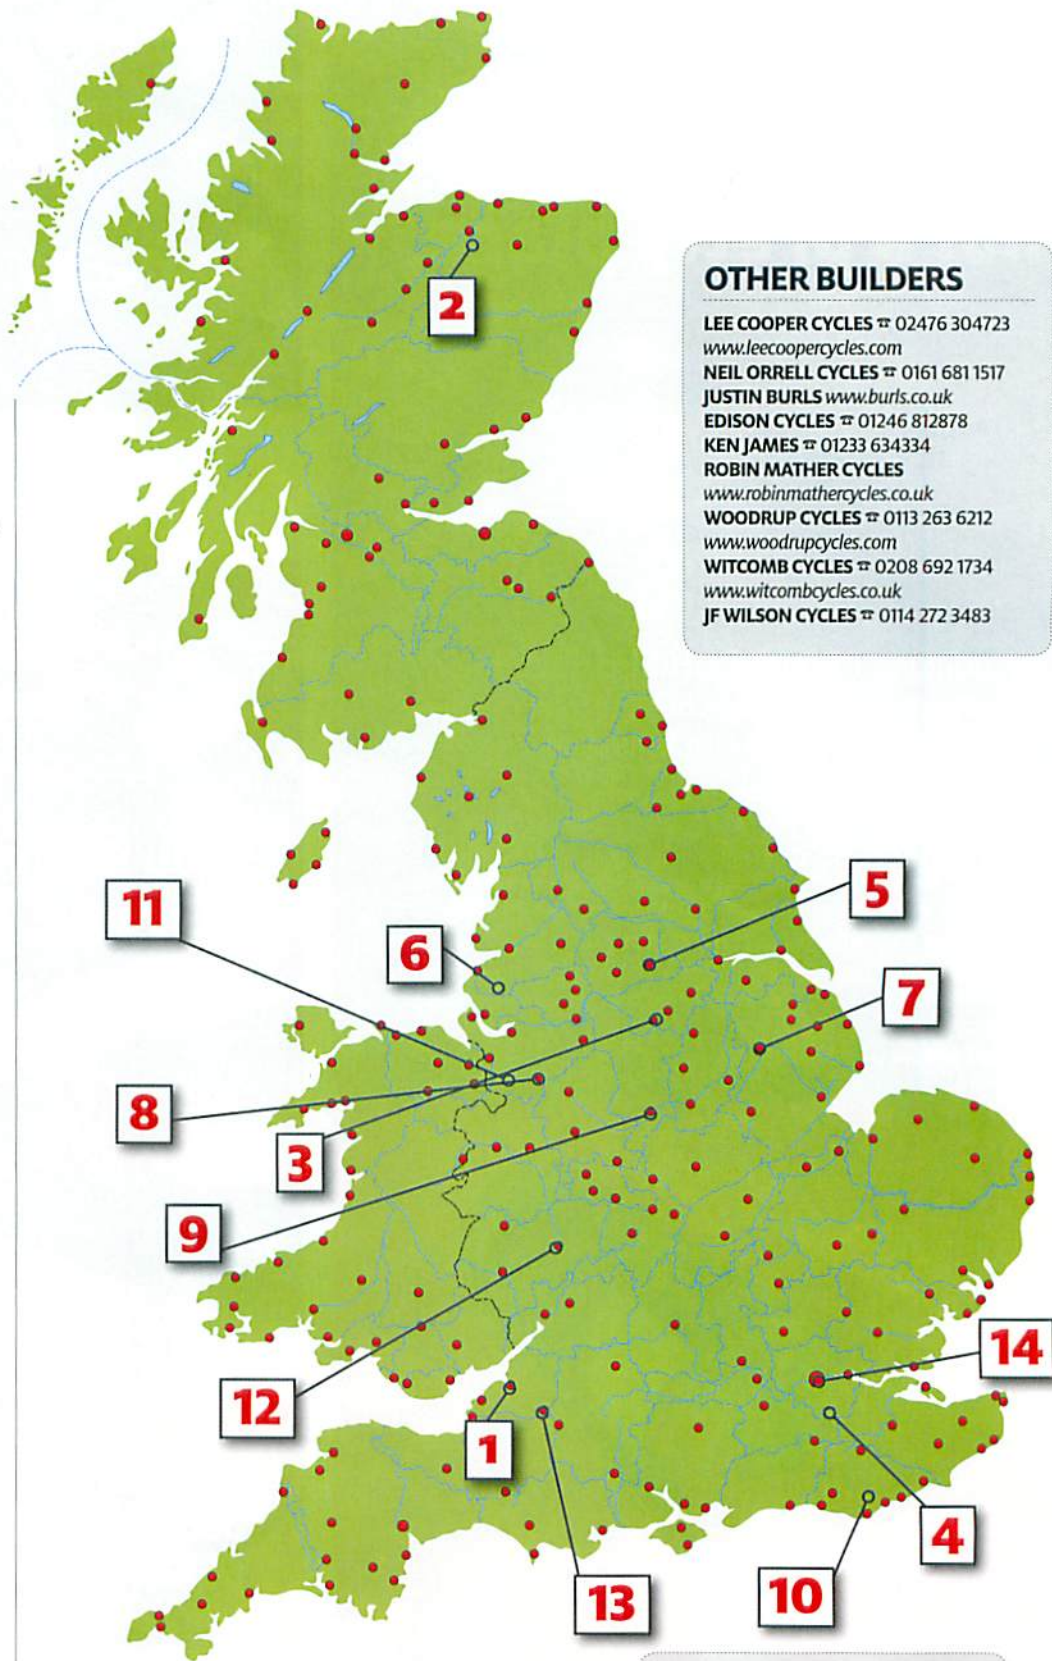 2
OTHER BUILDERS
LEE COOPER CYCLES ☎ 02476 304723
www.leecoopercycles.com
NEIL ORRELL CYCLES ☎ 0161 681 1517
JUSTIN BURLS www.burls.co.uk
EDISON CYCLES ☎ 01246 812878
KEN JAMES ☎ 01233 634334
ROBIN MATHER CYCLES
www.robinmathercycles.co.uk
WOODRUP CYCLES ☎ 0113 263 6212
www.woodrupcycles.com
WITCOMB CYCLES ☎ 0208 692 1734
www.witcombcycles.co.uk
JF WILSON CYCLES ☎ 0114 272 3483
11
5
6
7
8
3
9
14
12
1
4
13
10